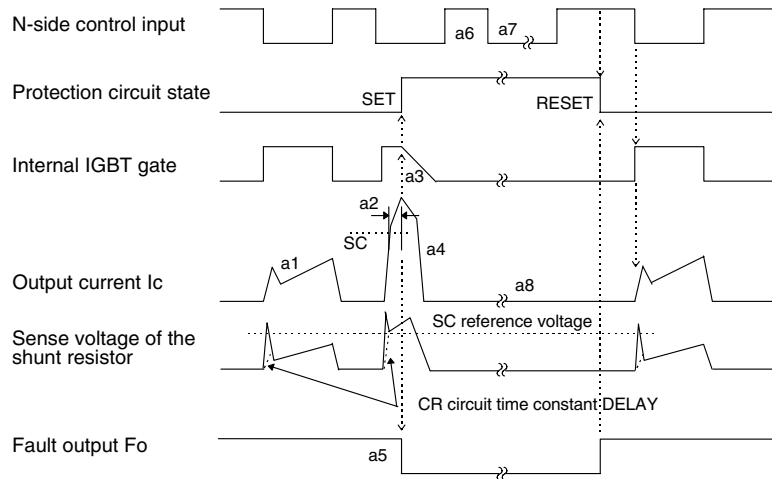 N-side control input
a6
a7
Protection circuit state
SET
RESET
Internal IGBT gate
a3
a2
SC
a4
a1
Output current Ic
a8
SC reference voltage
Sense voltage of the
shunt resistor
CR circuit time constant DELAY
Fault output Fo
a5